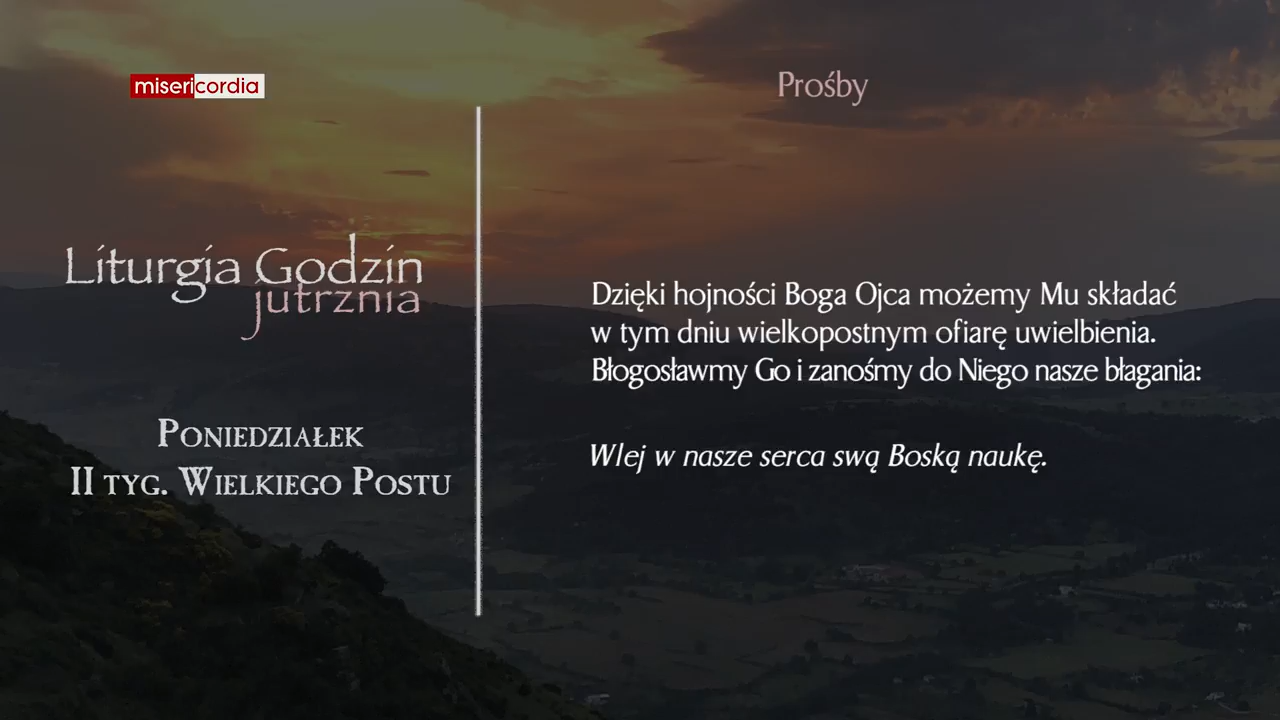 misericordia
Prośby
Liturgia Godzin
jutrznia
Poniedziałek
II tyg. Wielkiego Postu
Dzięki hojności Boga Ojca możemy Mu składać
w tym dniu wielkopostnym ofiarę uwielbienia.
Błogosławmy Go i zanośmy do Niego nasze błagania:
Wlej w nasze serca swą Boską naukę.